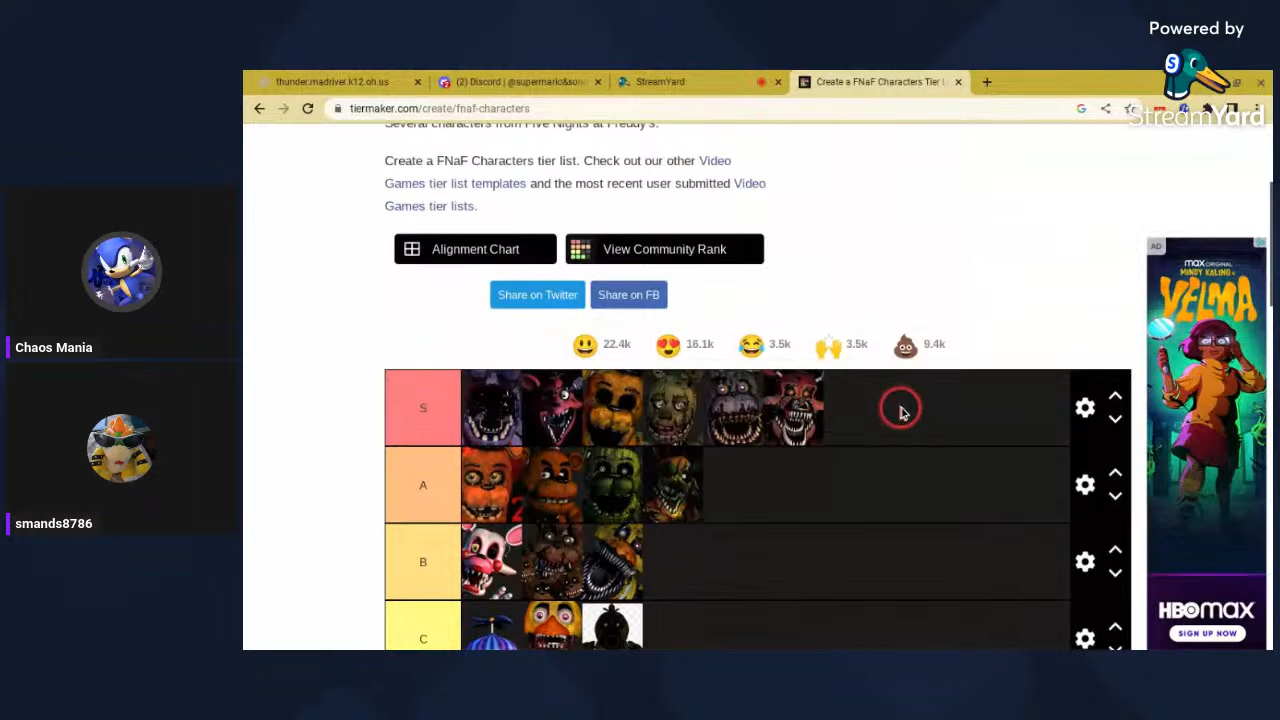 Powered by
StreamYard
thunder.madriver.k12.oh.us
(2) Discord | @supermario&son
StreamYard
Create a FNaF Characters Tier L
tiermaker.com/create/fnaf-characters
Several characters from Five Nights at Freddy's.
Create a FNaF Characters tier list. Check out our other Video
Games tier list templates and the most recent user submitted Video
Games tier lists.
Alignment Chart
View Community Rank
Share on Twitter
Share on FB
22.4k
16.1k
3.5k
3.5k
9.4k
S
A
B
C
Chaos Mania
smands8786
AD
max ORIGINAL
MINDY KALING is
VELMA
HBOMAX
SIGN UP NOW